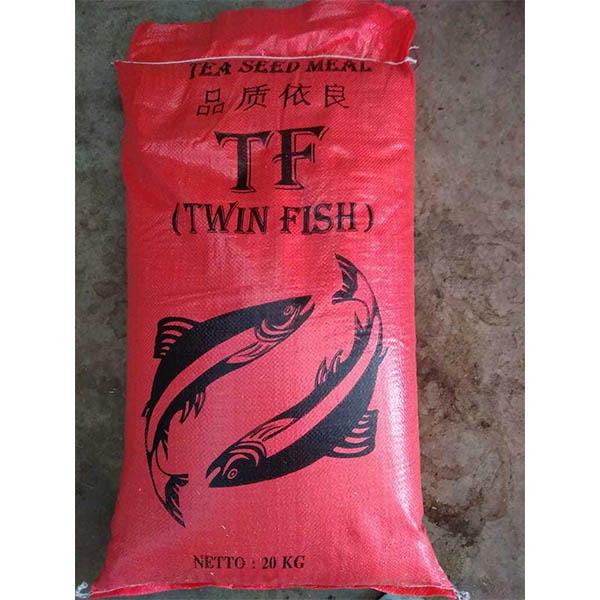 TEA SEED MEAL
品质依良
TF
(TWIN FISH)
NETTO : 20 KG